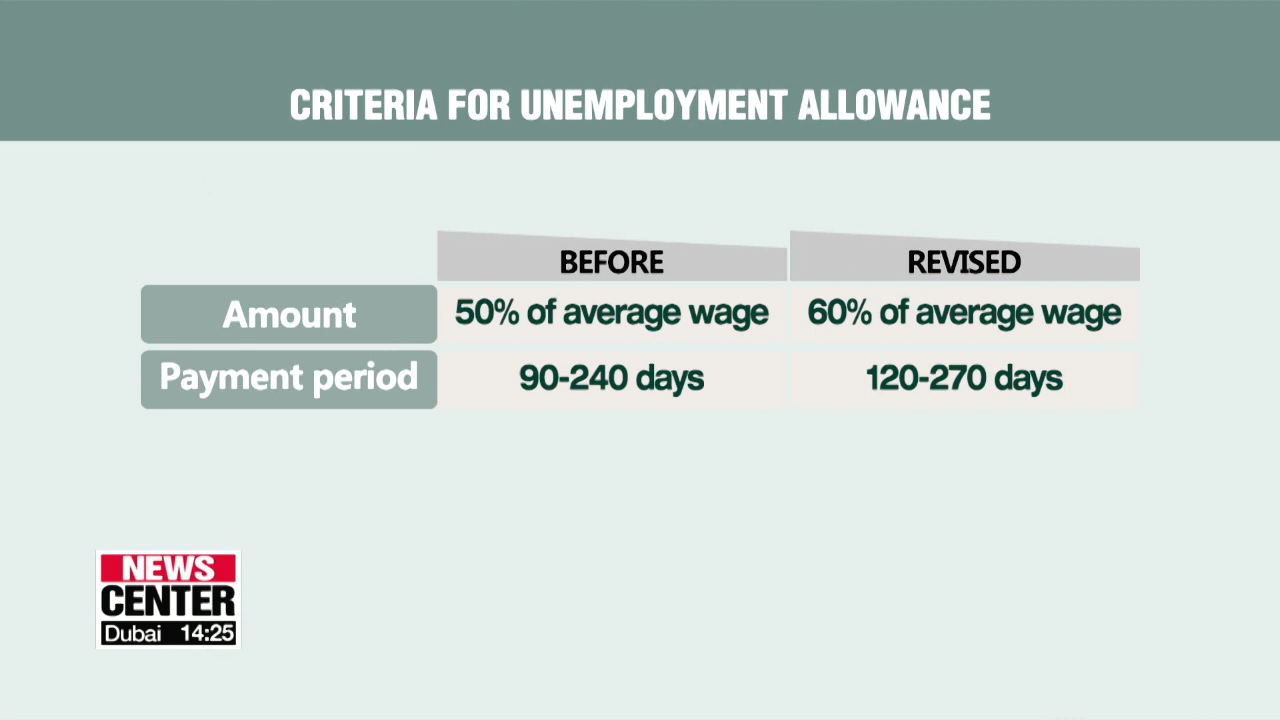 CRITERIA FOR UNEMPLOYMENT ALLOWANCE
BEFORE REVISED
Amount 50% of average wage 60% of average wage
Payment period 90-240 days 120-270 days
NEWS
CENTER
Dubai 14:25